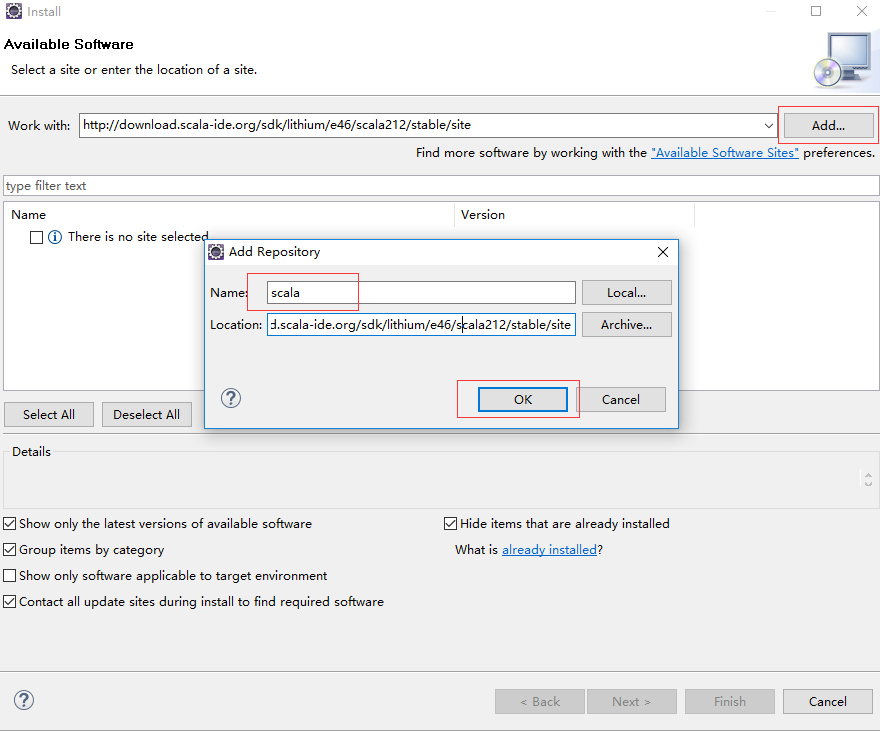 Install
Available Software
Select a site or enter the location of a site.
Work with: http://download.scala-ide.org/sdk/lithium/e46/scala212/stable/site Add...
Find more software by working with the "Available Software Sites" preferences.
type filter text
Name Version
There is no site selected
Add Repository
Name: scala Local...
Location: d.scala-ide.org/sdk/lithium/e46/scala212/stable/site Archive...
? OK Cancel
Select All Deselect All
Details
Show only the latest versions of available software Hide items that are already installed
Group items by category What is already installed?
Show only software applicable to target environment
Contact all update sites during install to find required software
? < Back Next > Finish Cancel